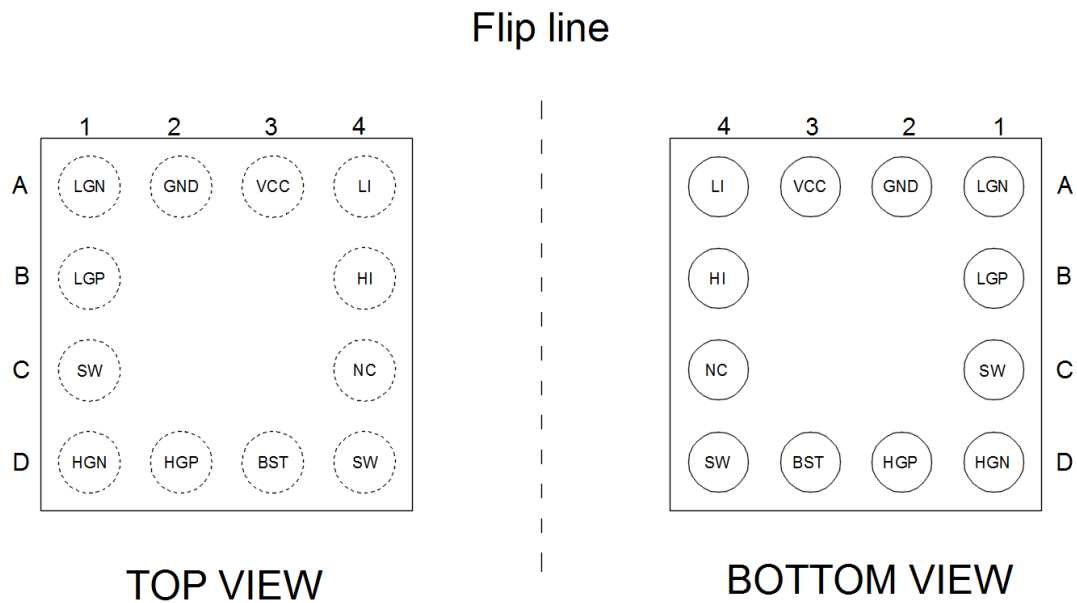 Flip line
1 2 3 4
A LGN GND VCC LI
B LGP HI
C SW NC
D HGN HGP BST SW
TOP VIEW
4 3 2 1
LI VCC GND LGN A
HI LGP B
NC SW C
SW BST HGP HGN D
BOTTOM VIEW